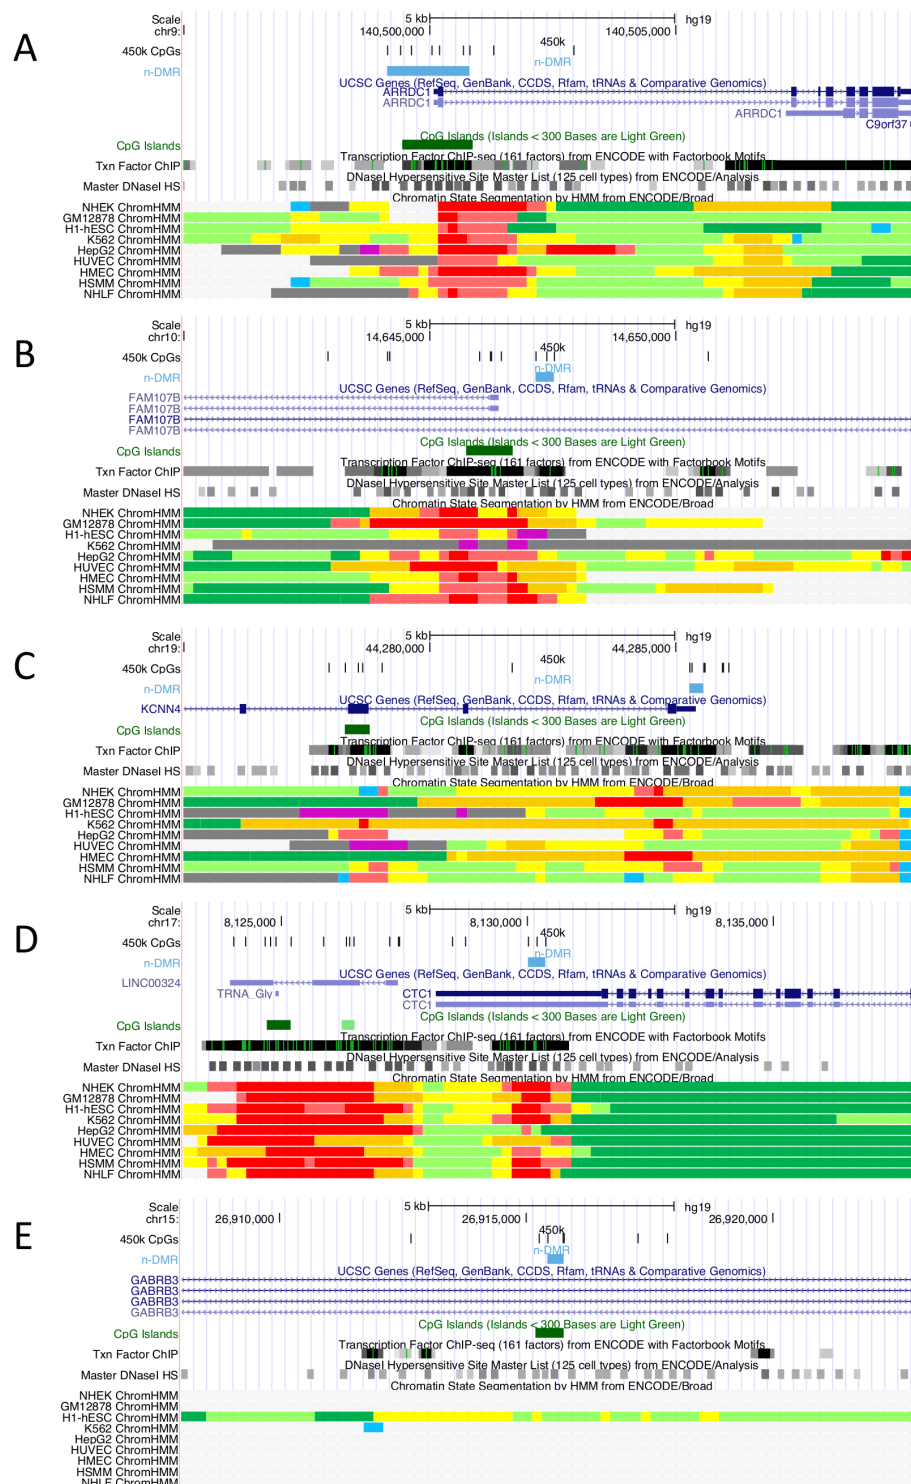 A
Scale 5 kb hg19
chr9: 140,500,000 140,505,000
450k CpGs 450k
n-DMR n-DMR
UCSC Genes (RefSeq, GenBank, CCDS, Rfam, tRNAs & Comparative Genomics)
ARRDC1
ARRDC1
ARRDC1
C9orf37
CpG Islands (Islands < 300 Bases are Light Green)
CpG Islands
Transcription Factor ChIP-seq (161 factors) from ENCODE with Factorbook Motifs
Txn Factor ChIP
DNaseI Hypersensitive Site Master List (125 cell types) from ENCODE/Analysis
Master DNaseI HS
Chromatin State Segmentation by HMM from ENCODE/Broad
NHEK ChromHMM
GM12878 ChromHMM
H1-hESC ChromHMM
K562 ChromHMM
HepG2 ChromHMM
HUVEC ChromHMM
HMEC ChromHMM
HSMM ChromHMM
NHLF ChromHMM
B
Scale 5 kb hg19
chr10: 14,645,000 14,650,000
450k CpGs 450k
n-DMR n-DMR
UCSC Genes (RefSeq, GenBank, CCDS, Rfam, tRNAs & Comparative Genomics)
FAM107B
FAM107B
FAM107B
FAM107B
CpG Islands (Islands < 300 Bases are Light Green)
CpG Islands
Transcription Factor ChIP-seq (161 factors) from ENCODE with Factorbook Motifs
Txn Factor ChIP
DNaseI Hypersensitive Site Master List (125 cell types) from ENCODE/Analysis
Master DNaseI HS
Chromatin State Segmentation by HMM from ENCODE/Broad
NHEK ChromHMM
GM12878 ChromHMM
H1-hESC ChromHMM
K562 ChromHMM
HepG2 ChromHMM
HUVEC ChromHMM
HMEC ChromHMM
HSMM ChromHMM
NHLF ChromHMM
C
Scale 5 kb hg19
chr19: 44,280,000 44,285,000
450k CpGs 450k
n-DMR n-DMR
UCSC Genes (RefSeq, GenBank, CCDS, Rfam, tRNAs & Comparative Genomics)
KCNN4
CpG Islands (Islands < 300 Bases are Light Green)
CpG Islands
Transcription Factor ChIP-seq (161 factors) from ENCODE with Factorbook Motifs
Txn Factor ChIP
DNaseI Hypersensitive Site Master List (125 cell types) from ENCODE/Analysis
Master DNaseI HS
Chromatin State Segmentation by HMM from ENCODE/Broad
NHEK ChromHMM
GM12878 ChromHMM
H1-hESC ChromHMM
K562 ChromHMM
HepG2 ChromHMM
HUVEC ChromHMM
HMEC ChromHMM
HSMM ChromHMM
NHLF ChromHMM
D
Scale 5 kb hg19
chr17: 8,125,000 8,130,000 8,135,000
450k CpGs 450k
n-DMR n-DMR
UCSC Genes (RefSeq, GenBank, CCDS, Rfam, tRNAs & Comparative Genomics)
LINC00324
TRNA_Gly CTC1
CTC1
CpG Islands (Islands < 300 Bases are Light Green)
CpG Islands
Transcription Factor ChIP-seq (161 factors) from ENCODE with Factorbook Motifs
Txn Factor ChIP
DNaseI Hypersensitive Site Master List (125 cell types) from ENCODE/Analysis
Master DNaseI HS
Chromatin State Segmentation by HMM from ENCODE/Broad
NHEK ChromHMM
GM12878 ChromHMM
H1-hESC ChromHMM
K562 ChromHMM
HepG2 ChromHMM
HUVEC ChromHMM
HMEC ChromHMM
HSMM ChromHMM
NHLF ChromHMM
E
Scale 5 kb hg19
chr15: 26,910,000 26,915,000 26,920,000
450k CpGs 450k
n-DMR n-DMR
UCSC Genes (RefSeq, GenBank, CCDS, Rfam, tRNAs & Comparative Genomics)
GABRB3
GABRB3
GABRB3
GABRB3
CpG Islands (Islands < 300 Bases are Light Green)
CpG Islands
Transcription Factor ChIP-seq (161 factors) from ENCODE with Factorbook Motifs
Txn Factor ChIP
DNaseI Hypersensitive Site Master List (125 cell types) from ENCODE/Analysis
Master DNaseI HS
Chromatin State Segmentation by HMM from ENCODE/Broad
NHEK ChromHMM
GM12878 ChromHMM
H1-hESC ChromHMM
K562 ChromHMM
HepG2 ChromHMM
HUVEC ChromHMM
HMEC ChromHMM
HSMM ChromHMM
NHLF ChromHMM